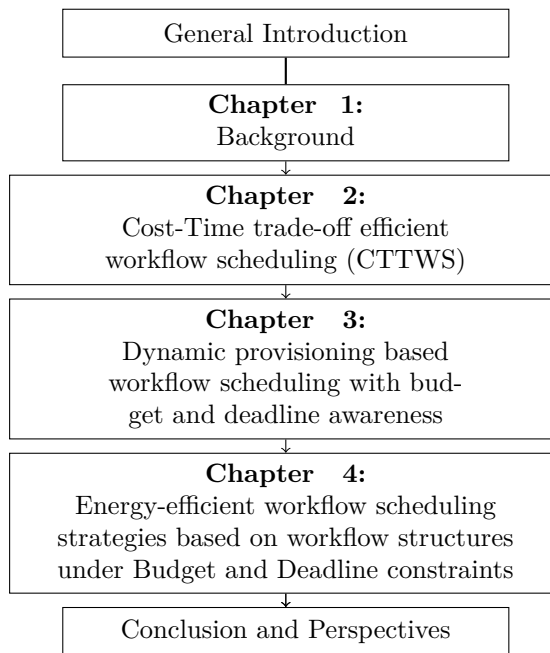 General Introduction
Chapter 1:
Background
Chapter 2:
Cost-Time trade-off efficient
workflow scheduling (CTTWS)
Chapter 3:
Dynamic provisioning based
workflow scheduling with bud-
get and deadline awareness
Chapter 4:
Energy-efficient workflow scheduling
strategies based on workflow structures
under Budget and Deadline constraints
Conclusion and Perspectives